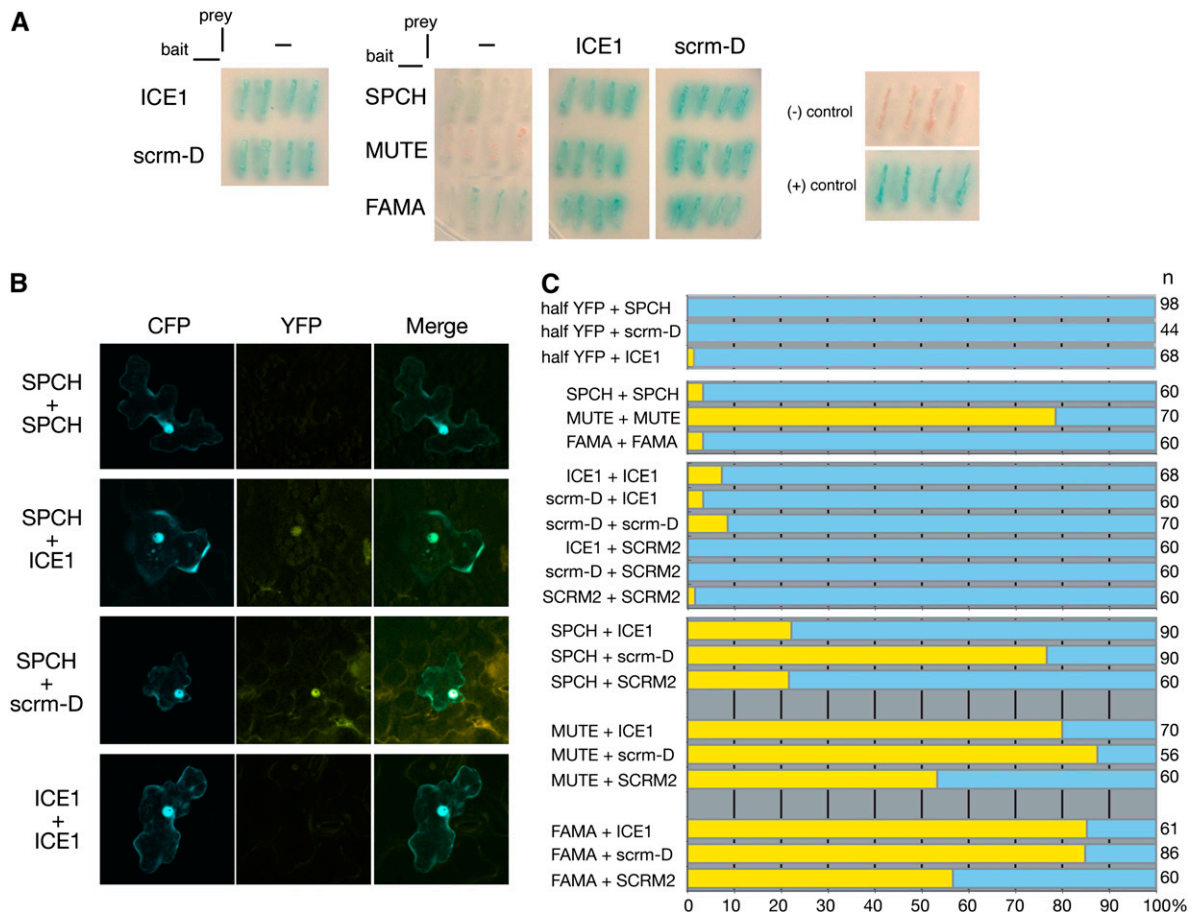 A
prey
bait
–
prey
bait
–
ICE1
scrm-D
ICE1
scrm-D
SPCH
MUTE
FAMA
(-) control
(+) control
B
CFP
YFP
Merge
SPCH
+
SPCH
SPCH
+
ICE1
SPCH
+
scrm-D
ICE1
+
ICE1
C
n
half YFP + SPCH 98
half YFP + scrm-D 44
half YFP + ICE1 68
SPCH + SPCH 60
MUTE + MUTE 70
FAMA + FAMA 60
ICE1 + ICE1 68
scrm-D + ICE1 60
scrm-D + scrm-D 70
ICE1 + SCRM2 60
scrm-D + SCRM2 60
SCRM2 + SCRM2 60
SPCH + ICE1 90
SPCH + scrm-D 90
SPCH + SCRM2 60
MUTE + ICE1 70
MUTE + scrm-D 56
MUTE + SCRM2 60
FAMA + ICE1 61
FAMA + scrm-D 86
FAMA + SCRM2 60
0 10 20 30 40 50 60 70 80 90 100%